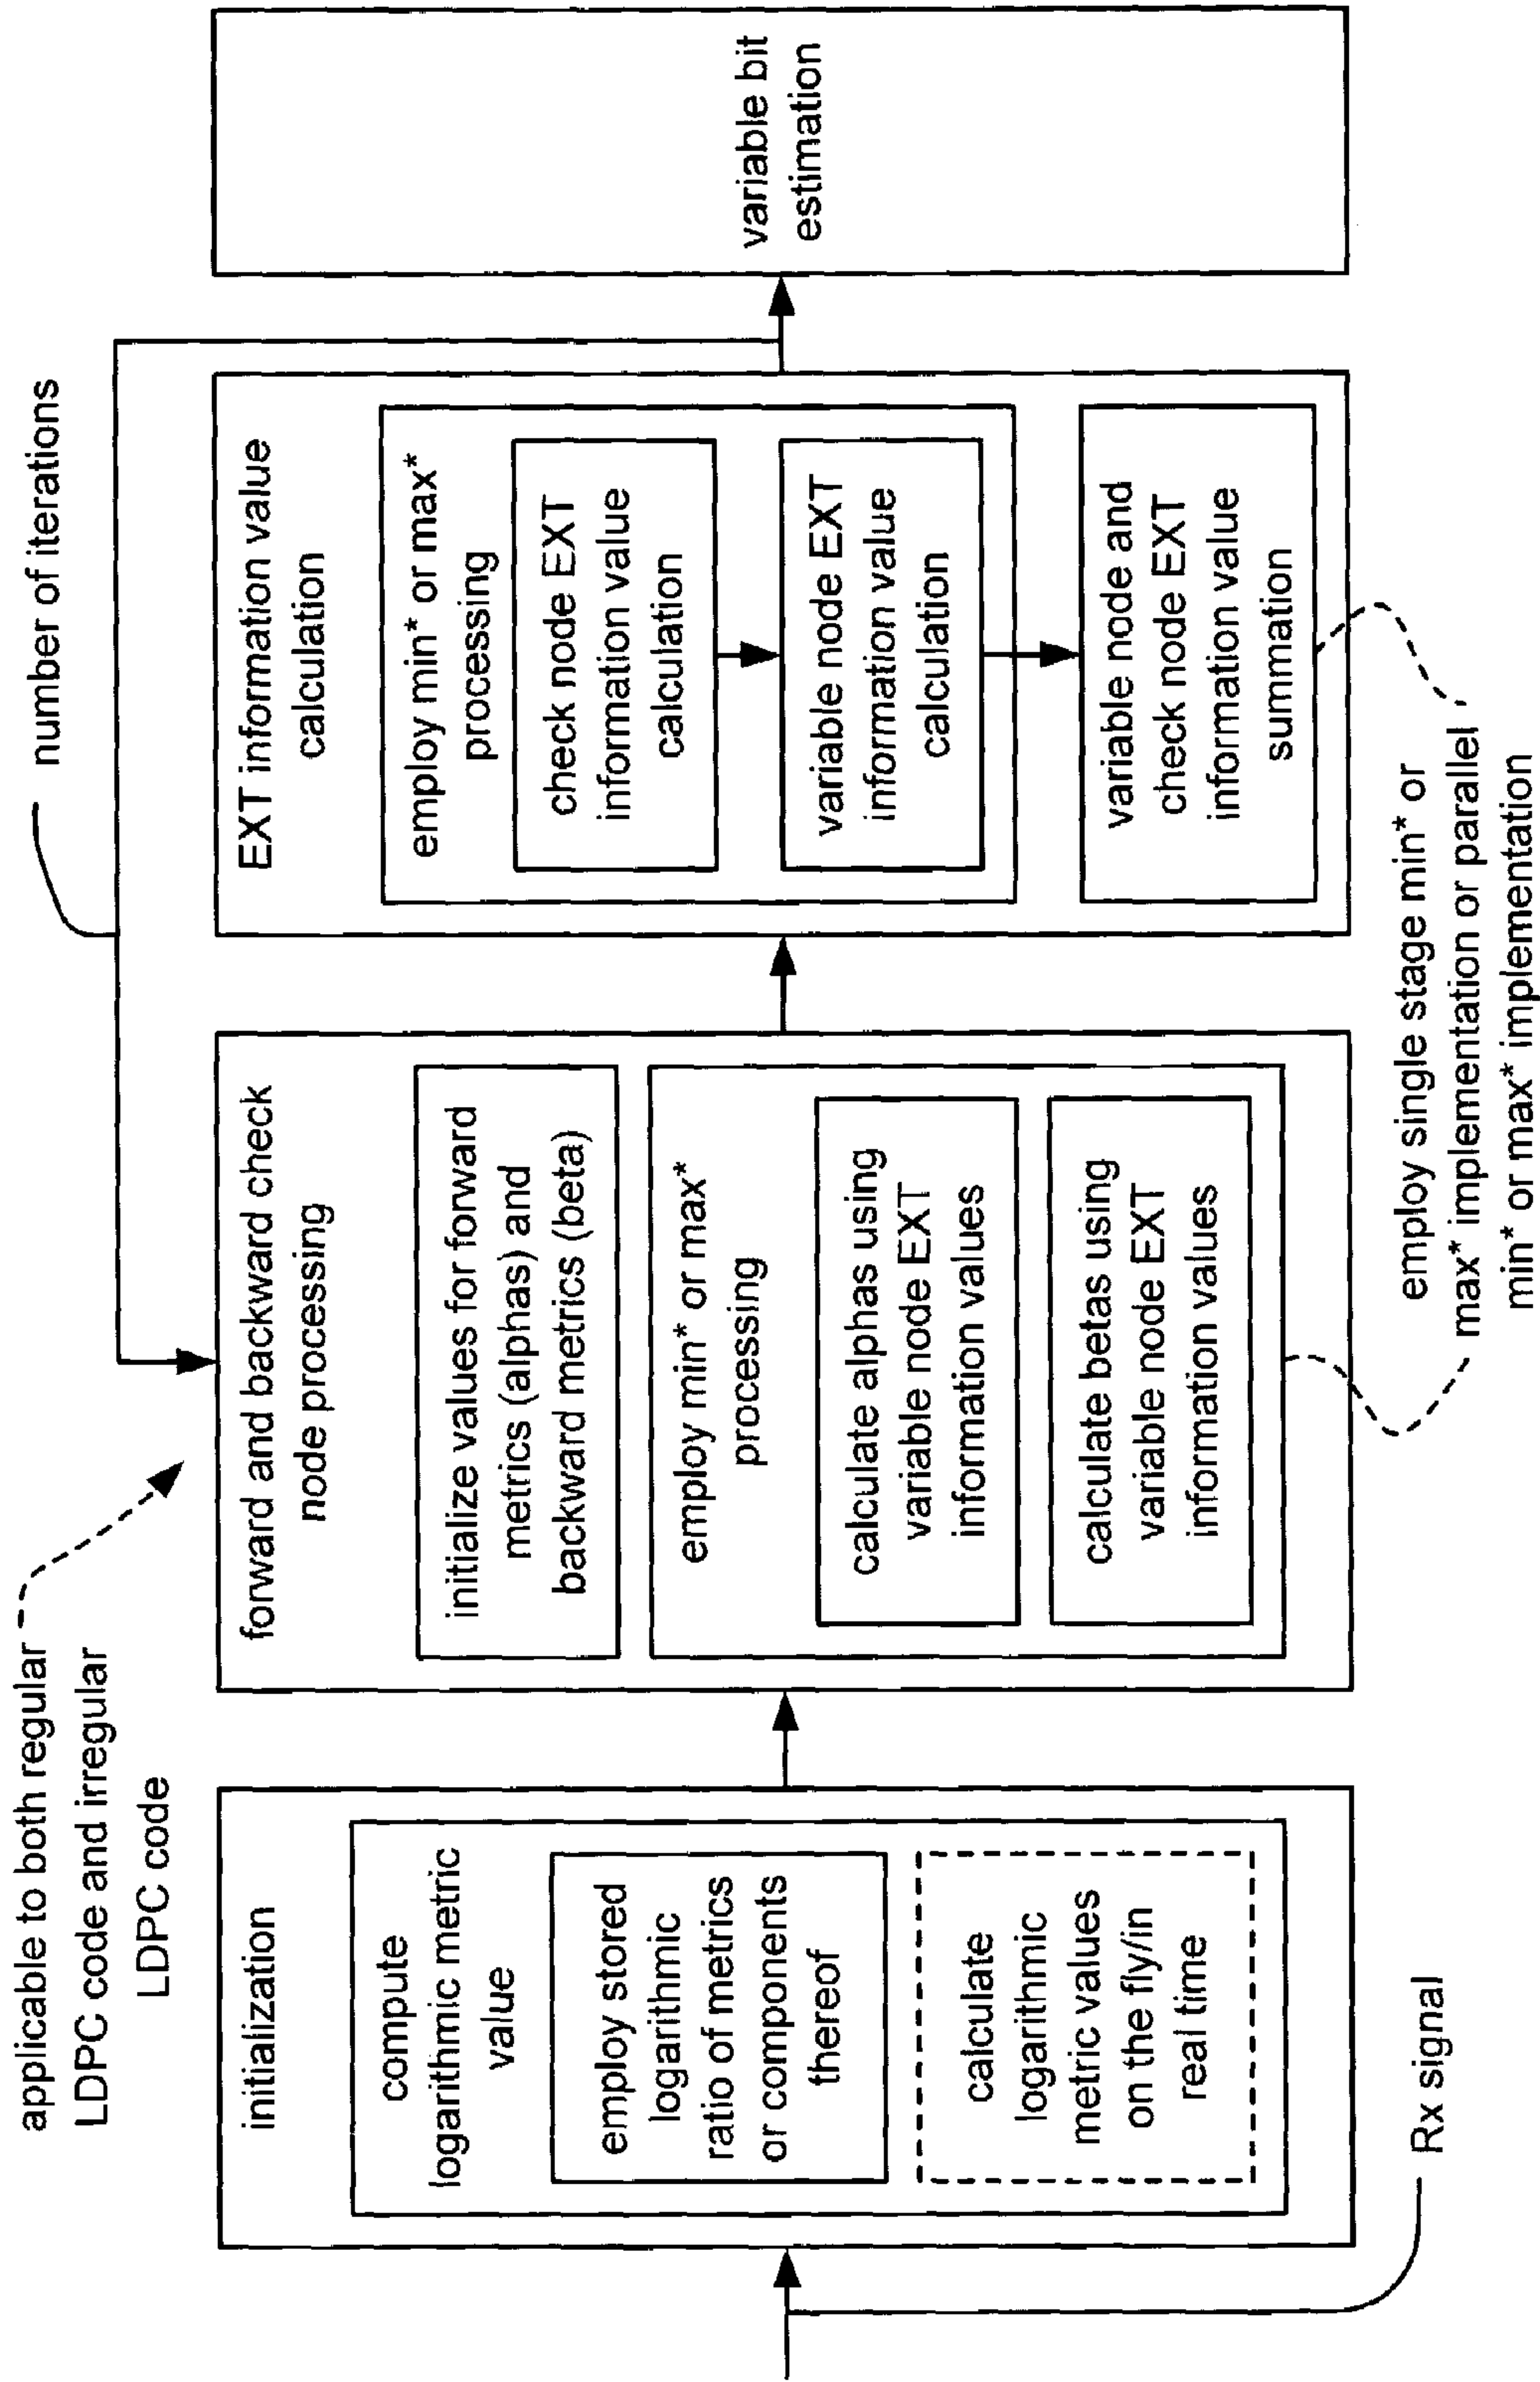 applicable to both regular
LDPC code and irregular
LDPC code
number of iterations
initialization
compute
logarithmic metric
value
employ stored
logarithmic
ratio of metrics
or components
thereof
calculate
logarithmic
metric values
on the fly/in
real time
Rx signal
forward and backward check
node processing
initialize values for forward
metrics (alphas) and
backward metrics (beta)
employ min* or max*
processing
calculate alphas using
variable node EXT
information values
calculate betas using
variable node EXT
information values
EXT information value
calculation
employ min* or max*
processing
check node EXT
information value
calculation
variable node EXT
information value
calculation
variable node and
check node EXT
information value
summation
employ single stage min* or
max* implementation or parallel
min* or max* implementation
variable bit
estimation